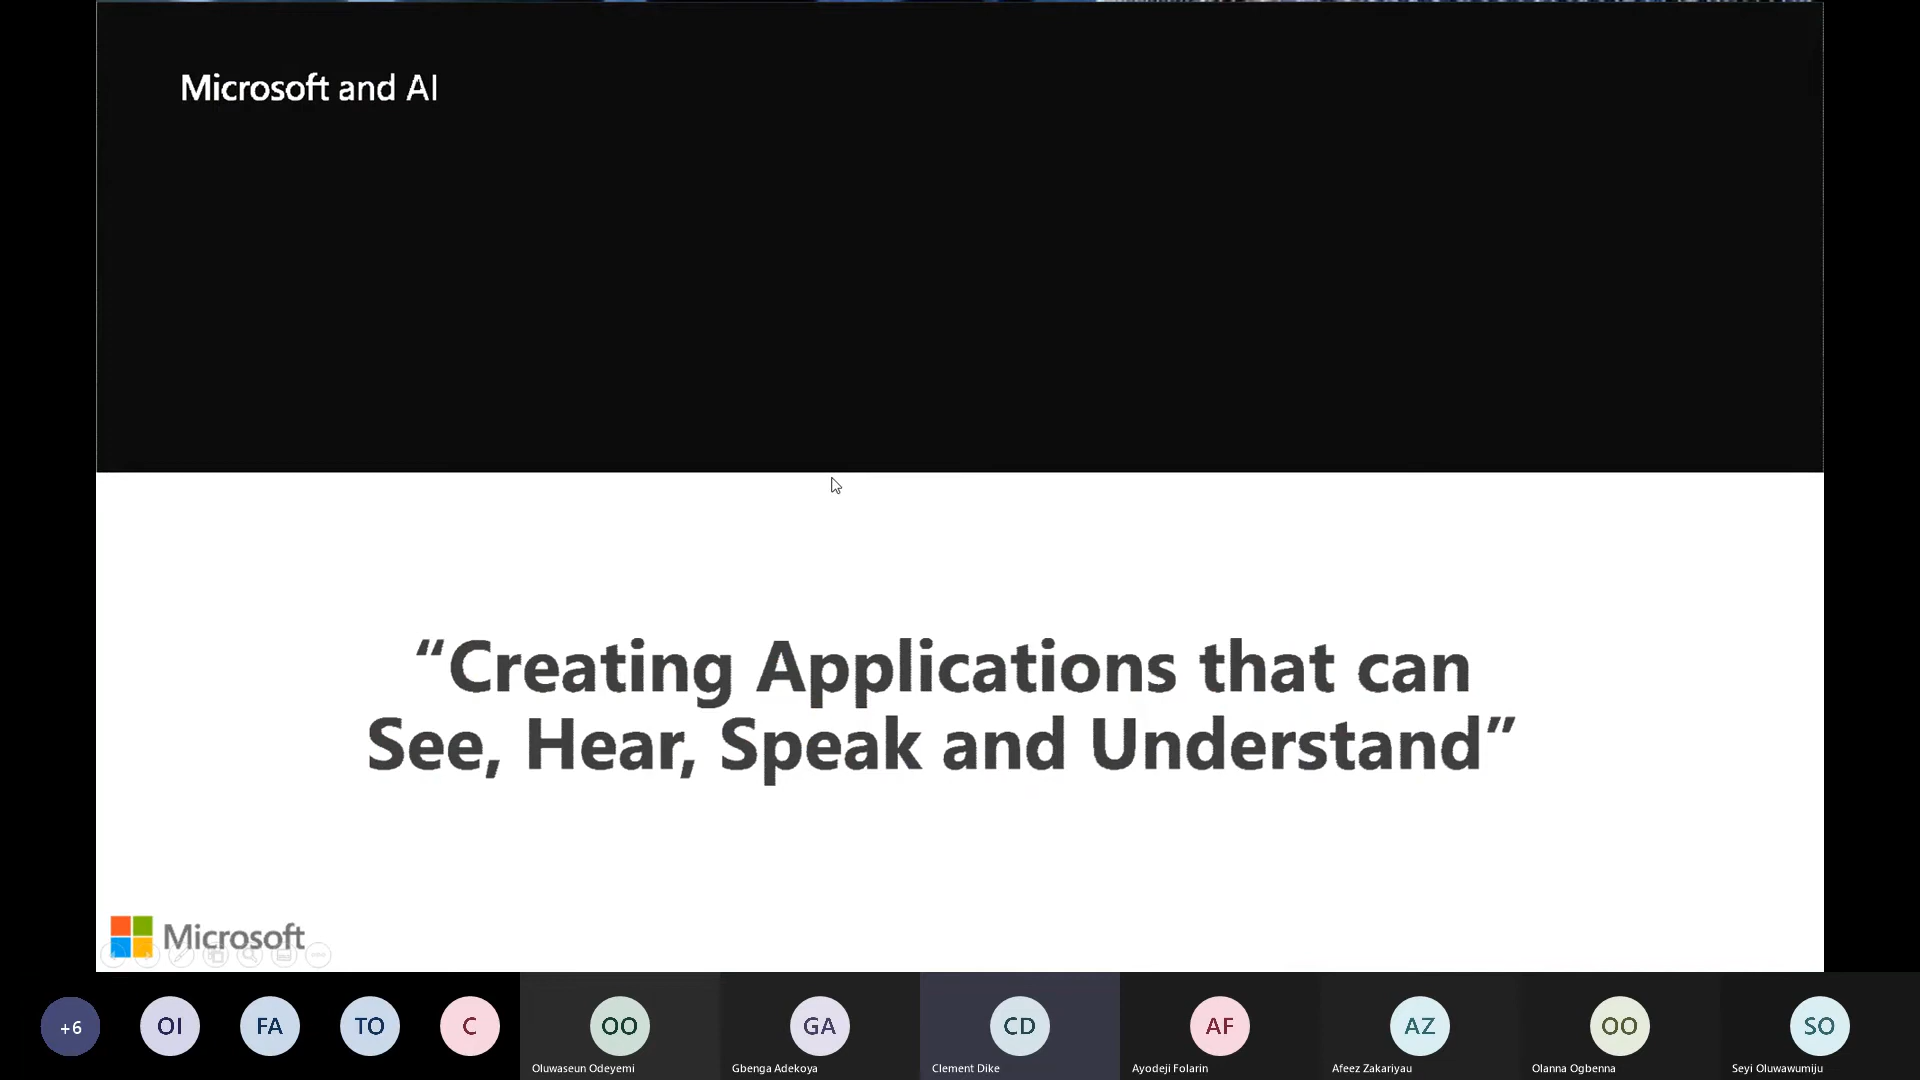 Microsoft and AI
“Creating Applications that can
See, Hear, Speak and Understand”
Microsoft
+6
OI
FA
TO
C
OO
GA
CD
AF
AZ
OO
SO
Oluwaseun Odeyemi
Gbenga Adekoya
Clement Dike
Ayodeji Folarin
Afeez Zakariyau
Olanna Ogbenna
Seyi Oluwawumiju